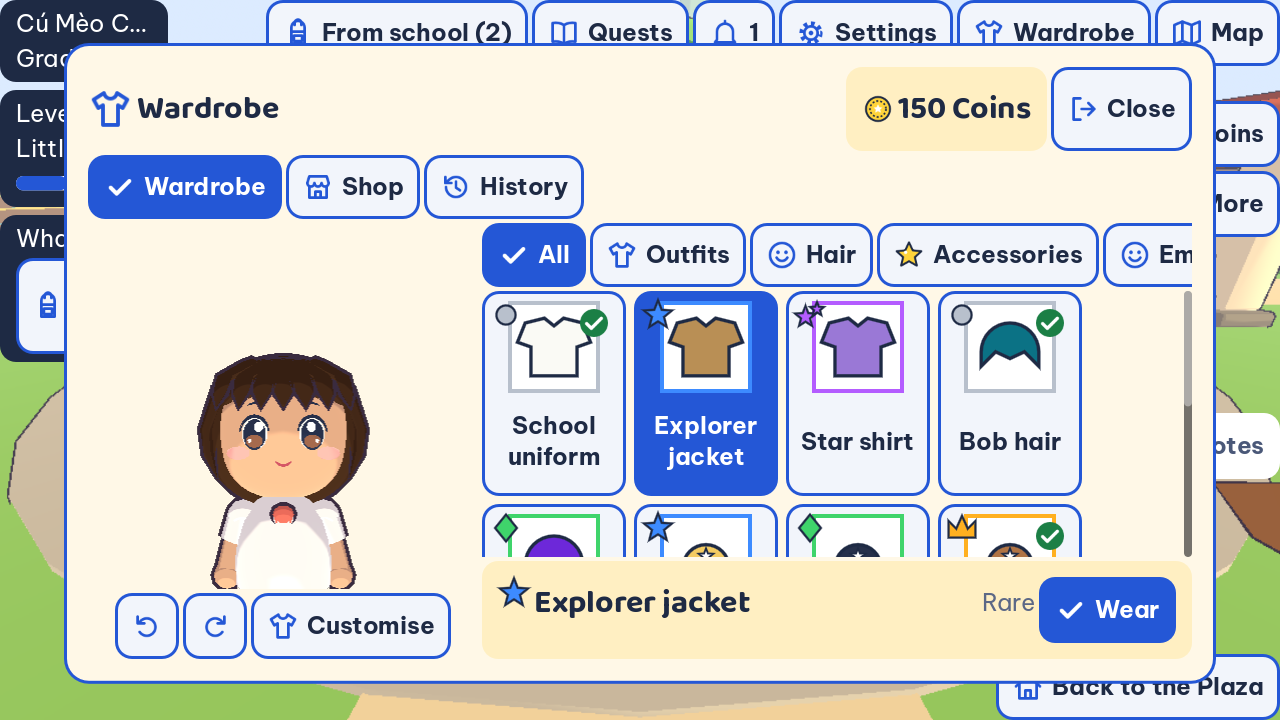 Cú Mèo C...
From school (2)
Quests
1
Settings
Wardrobe
Map
Wardrobe
150 Coins
Close
Wardrobe
Shop
History
All
Outfits
Hair
Accessories
School
uniform
Explorer
jacket
Star shirt
Bob hair
Explorer jacket
Rare
Wear
Customise
More
Back to the Plaza